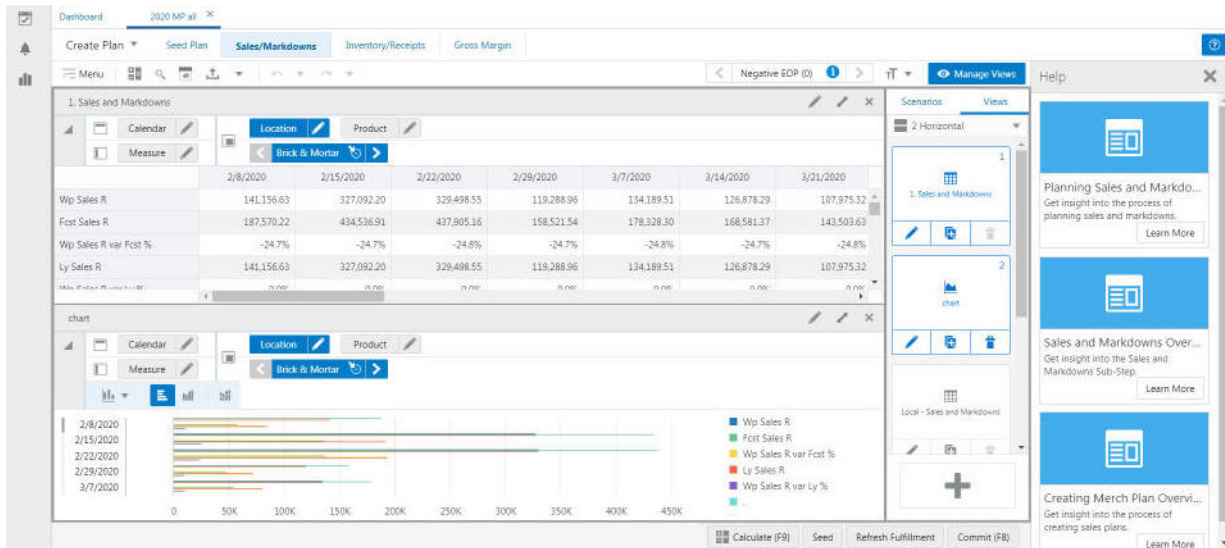 Dashboard 2020 MP all
Create Plan Seed Plan Sales/Markdowns Inventory/Receipts Gross Margin
Menu Negative EOP (0) Manage Views Help
1. Sales and Markdowns Scenarios Views
Calendar Location Product 2 Horizontal
Measure Brick & Mortar
1
2/8/2020 2/15/2020 2/22/2020 2/29/2020 3/7/2020 3/14/2020 3/21/2020
Wp Sales R 141,156.63 327,092.20 329,498.55 119,288.96 134,189.51 126,878.29 107,975.32
Fcst Sales R 187,570.22 434,536.91 437,905.16 158,521.54 178,328.30 168,581.37 143,503.63
Wp Sales R var Fcst % -24.7% -24.7% -24.8% -24.7% -24.8% -24.7% -24.8%
Ly Sales R 141,156.63 327,092.20 329,498.55 119,288.96 134,189.51 126,878.29 107,975.32
chart
Calendar Location Product
Measure Brick & Mortar
2/8/2020
2/15/2020
2/22/2020
2/29/2020
3/7/2020
0 50K 100K 150K 200K 250K 300K 350K 400K 450K
Wp Sales R
Fcst Sales R
Wp Sales R var Fcst %
Ly Sales R
Wp Sales R var Ly %
1. Sales and Markdowns
2
chart
Local - Sales and Markdowns
Planning Sales and Markdo...
Get insight into the process of
planning sales and markdowns.
Learn More
Sales and Markdowns Over...
Get insight into the Sales and
Markdowns Sub-Step.
Learn More
Creating Merch Plan Overvi...
Get insight into the process of
creating sales plans.
Learn More
Calculate (F9) Seed Refresh Fulfillment Commit (F8)